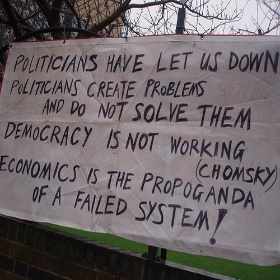 POLITICIANS HAVE LET US DOWN
POLITICIANS CREATE PROBLEMS
AND DO NOT SOLVE THEM
DEMOCRACY IS NOT WORKING
(CHOMSKY)
ECONOMICS IS THE PROPOGANDA
OF A FAILED SYSTEM!